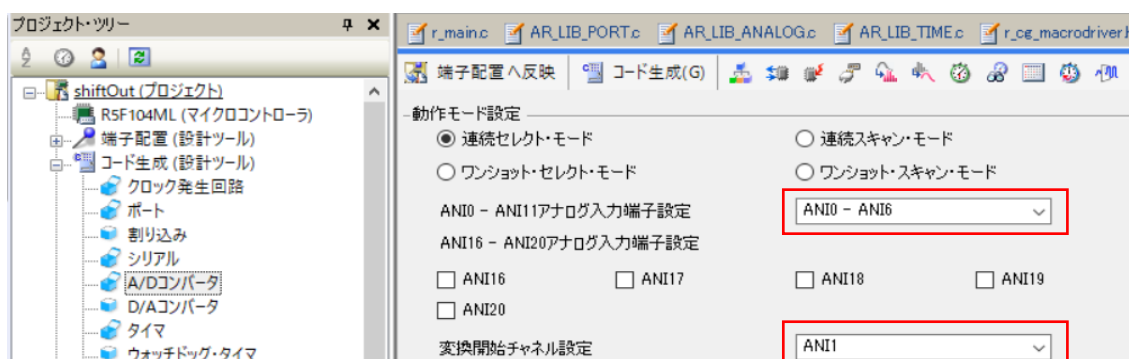 プロジェクト・ツリー
shiftOut (プロジェクト)
R5F104ML (マイクロコントローラ)
端子配置 (設計ツール)
コード生成 (設計ツール)
クロック発生回路
ポート
割り込み
シリアル
A/Dコンバータ
D/Aコンバータ
タイマ
ウォッチドッグ・タイマ
r_main.c AR_LIB_PORT.c AR_LIB_ANALOG.c AR_LIB_TIME.c r_cg_macrodriver.h
端子配置へ反映 コード生成(G)
動作モード設定
連続セレクト・モード 連続スキャン・モード
ワンショット・セレクト・モード ワンショット・スキャン・モード
ANI0 - ANI11アナログ入力端子設定 ANI0 - ANI6
ANI16 - ANI20アナログ入力端子設定
ANI16 ANI17 ANI18 ANI19
ANI20
変換開始チャネル設定 ANI1